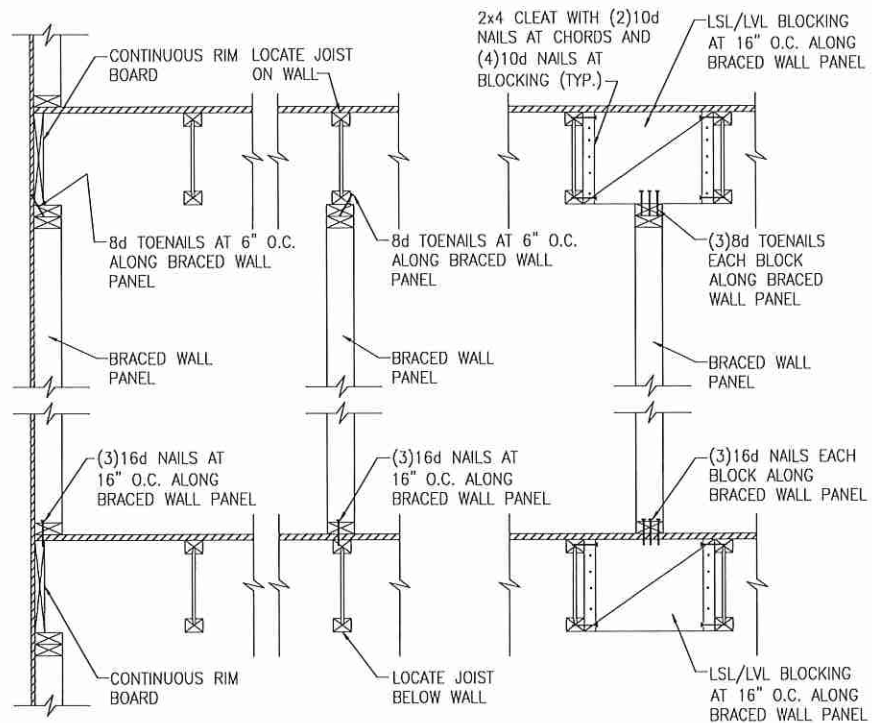 CONTINUOUS RIM
BOARD
LOCATE JOIST
ON WALL
2x4 CLEAT WITH (2)10d
NAILS AT CHORDS AND
(4)10d NAILS AT
BLOCKING (TYP.)
LSL/LVL BLOCKING
AT 16" O.C. ALONG
BRACED WALL PANEL
8d TOENAILS AT 6" O.C.
ALONG BRACED WALL
PANEL
8d TOENAILS AT 6" O.C.
ALONG BRACED WALL
PANEL
(3)8d TOENAILS
EACH BLOCK
ALONG BRACED
WALL PANEL
BRACED WALL
PANEL
BRACED WALL
PANEL
BRACED WALL
PANEL
(3)16d NAILS AT
16" O.C. ALONG
BRACED WALL PANEL
(3)16d NAILS AT
16" O.C. ALONG
BRACED WALL PANEL
(3)16d NAILS EACH
BLOCK ALONG
BRACED WALL PANEL
CONTINUOUS RIM
BOARD
LOCATE JOIST
BELOW WALL
LSL/LVL BLOCKING
AT 16" O.C. ALONG
BRACED WALL PANEL